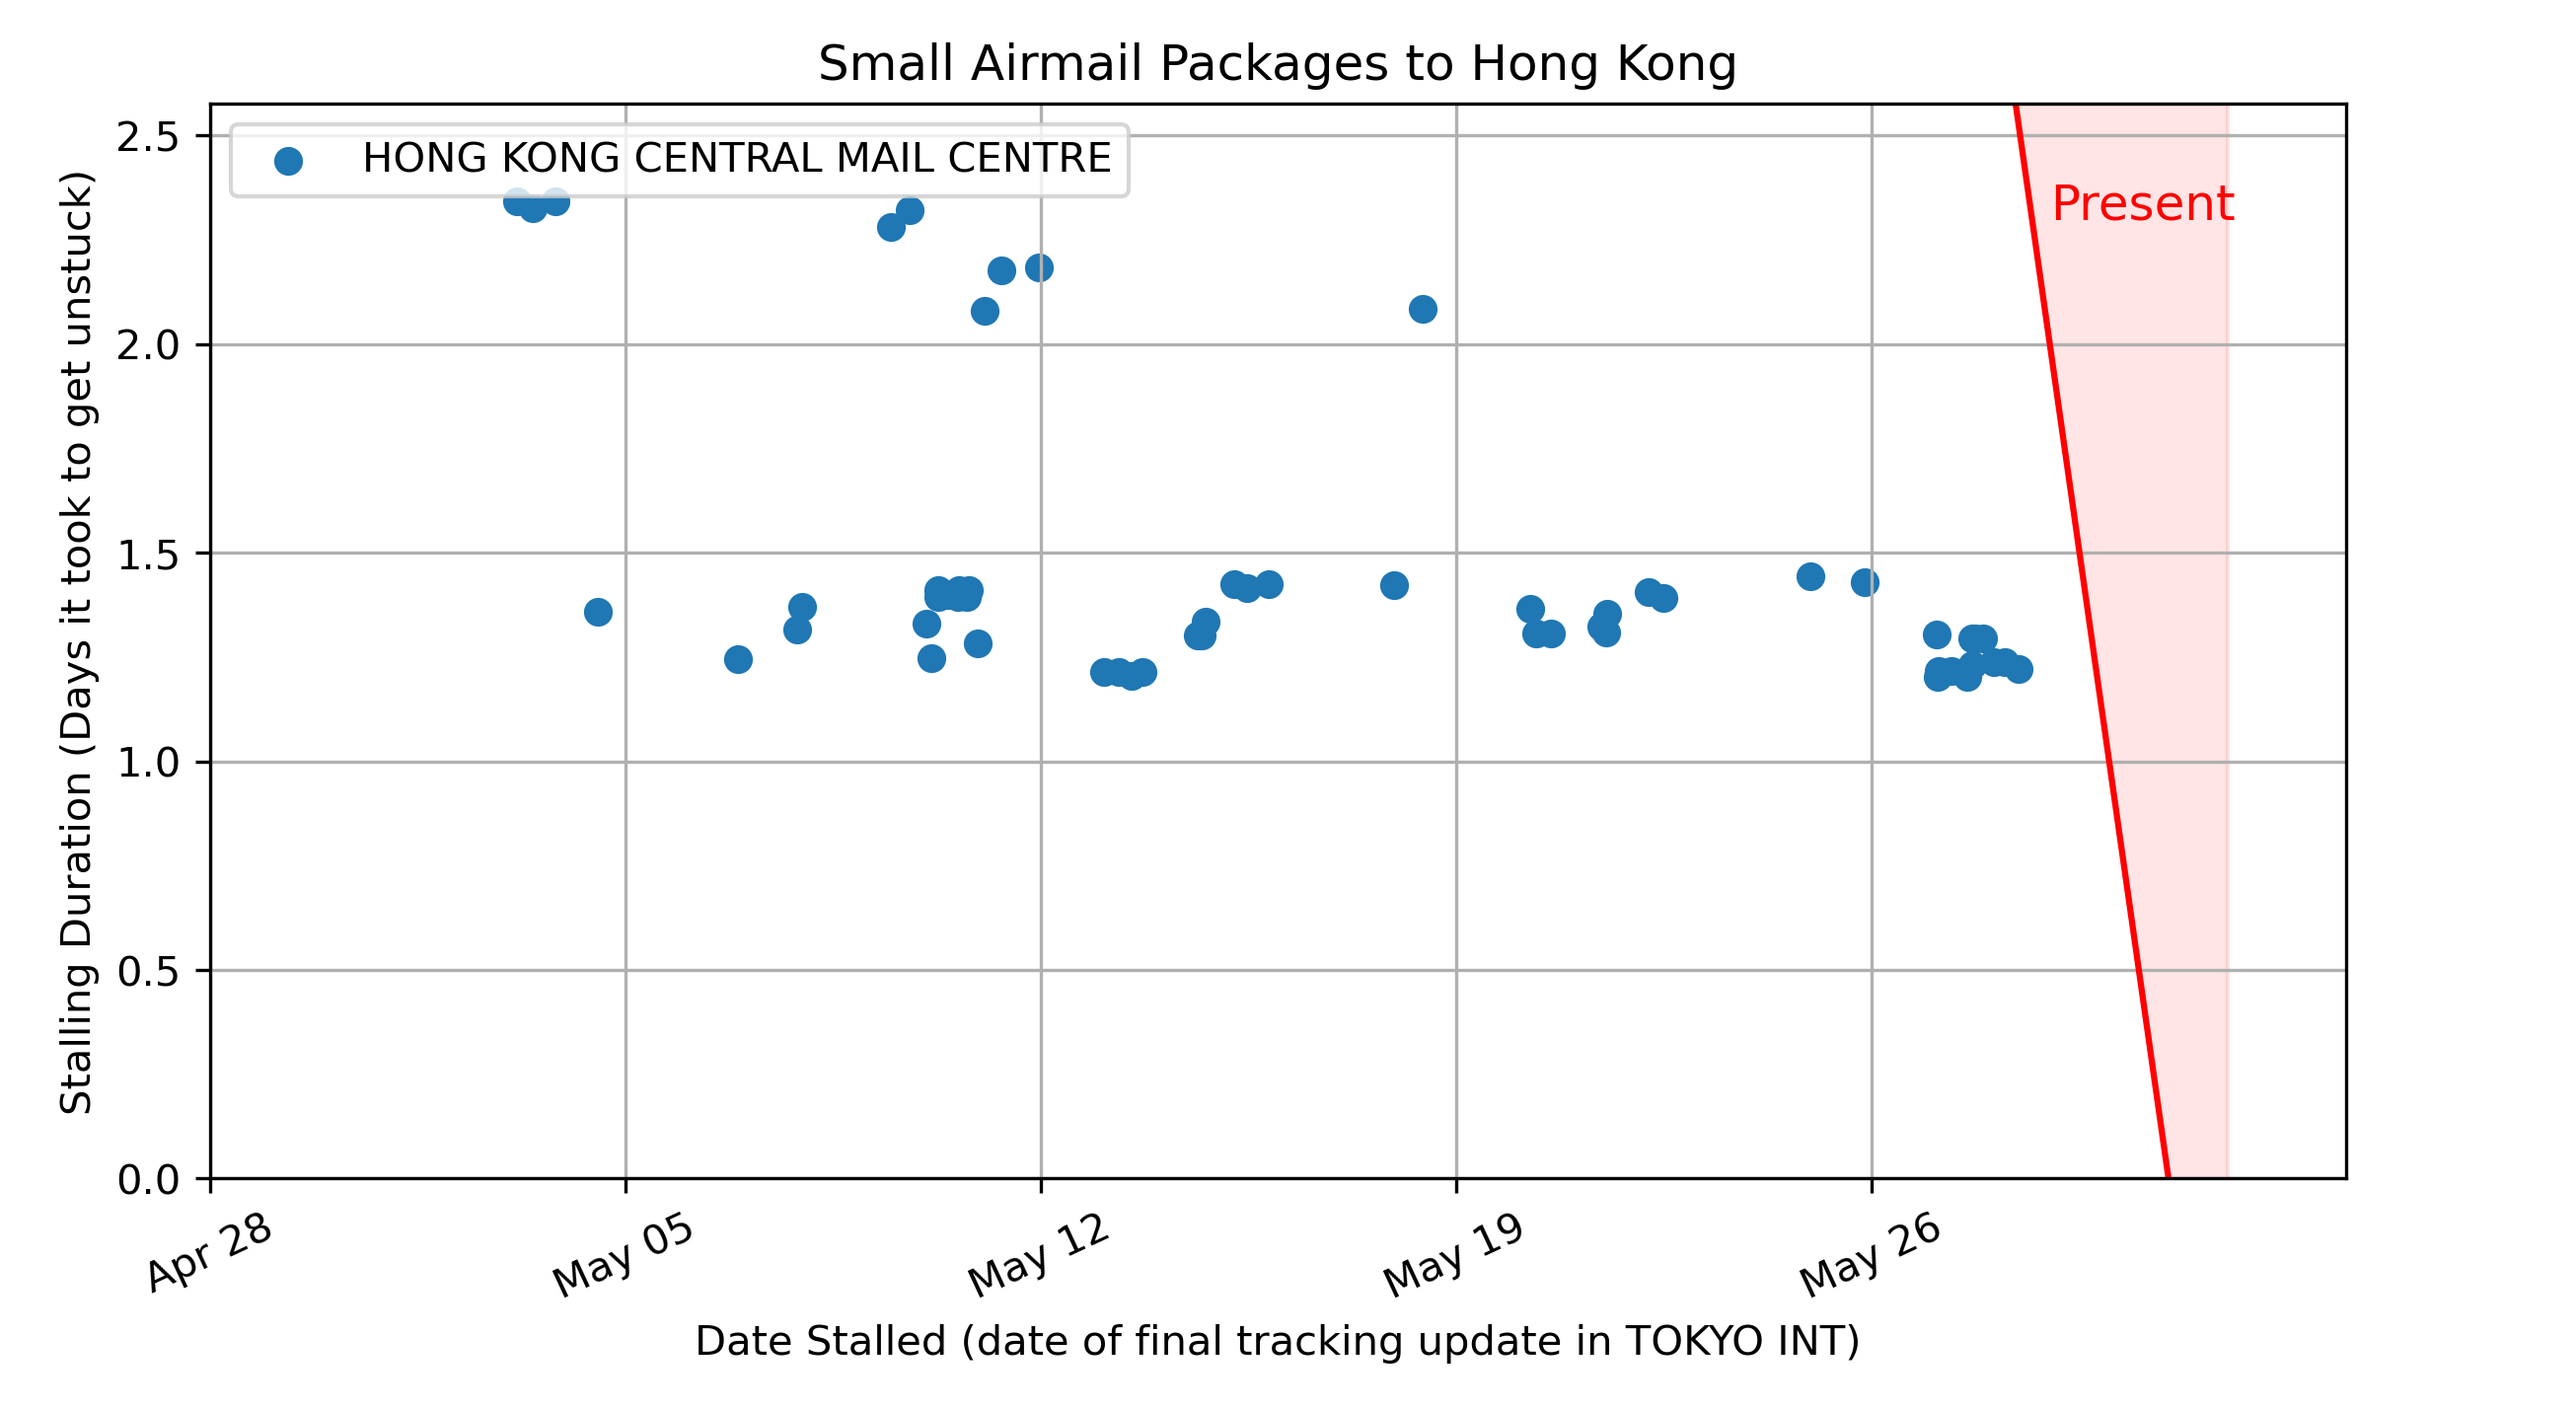 Small Airmail Packages to Hong Kong
HONG KONG CENTRAL MAIL CENTRE
Present
2.5
2.0
1.5
1.0
0.5
0.0
Stalling Duration (Days it took to get unstuck)
Apr 28
May 05
May 12
May 19
May 26
Date Stalled (date of final tracking update in TOKYO INT)